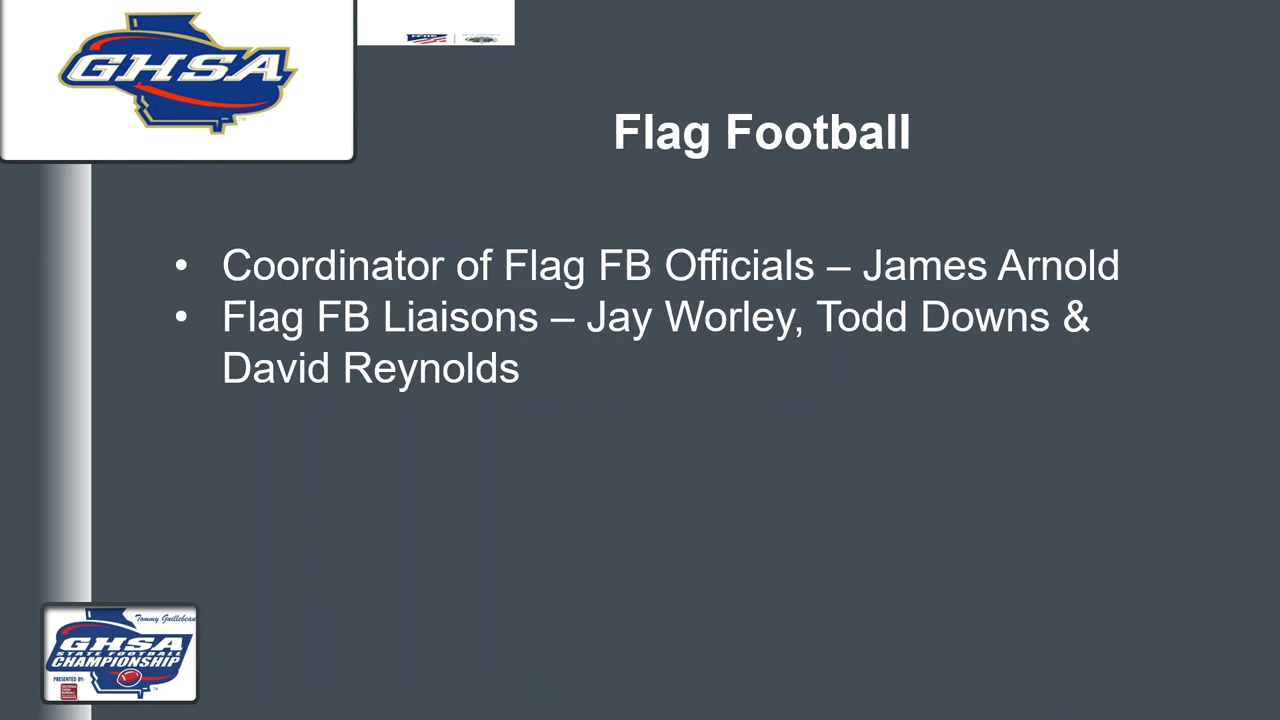 GHSA
Flag Football
• Coordinator of Flag FB Officials – James Arnold
• Flag FB Liaisons – Jay Worley, Todd Downs &
David Reynolds
Tommy Guillebeau
GHSA
STATE FOOTBALL
CHAMPIONSHIP
PRESENTED BY: